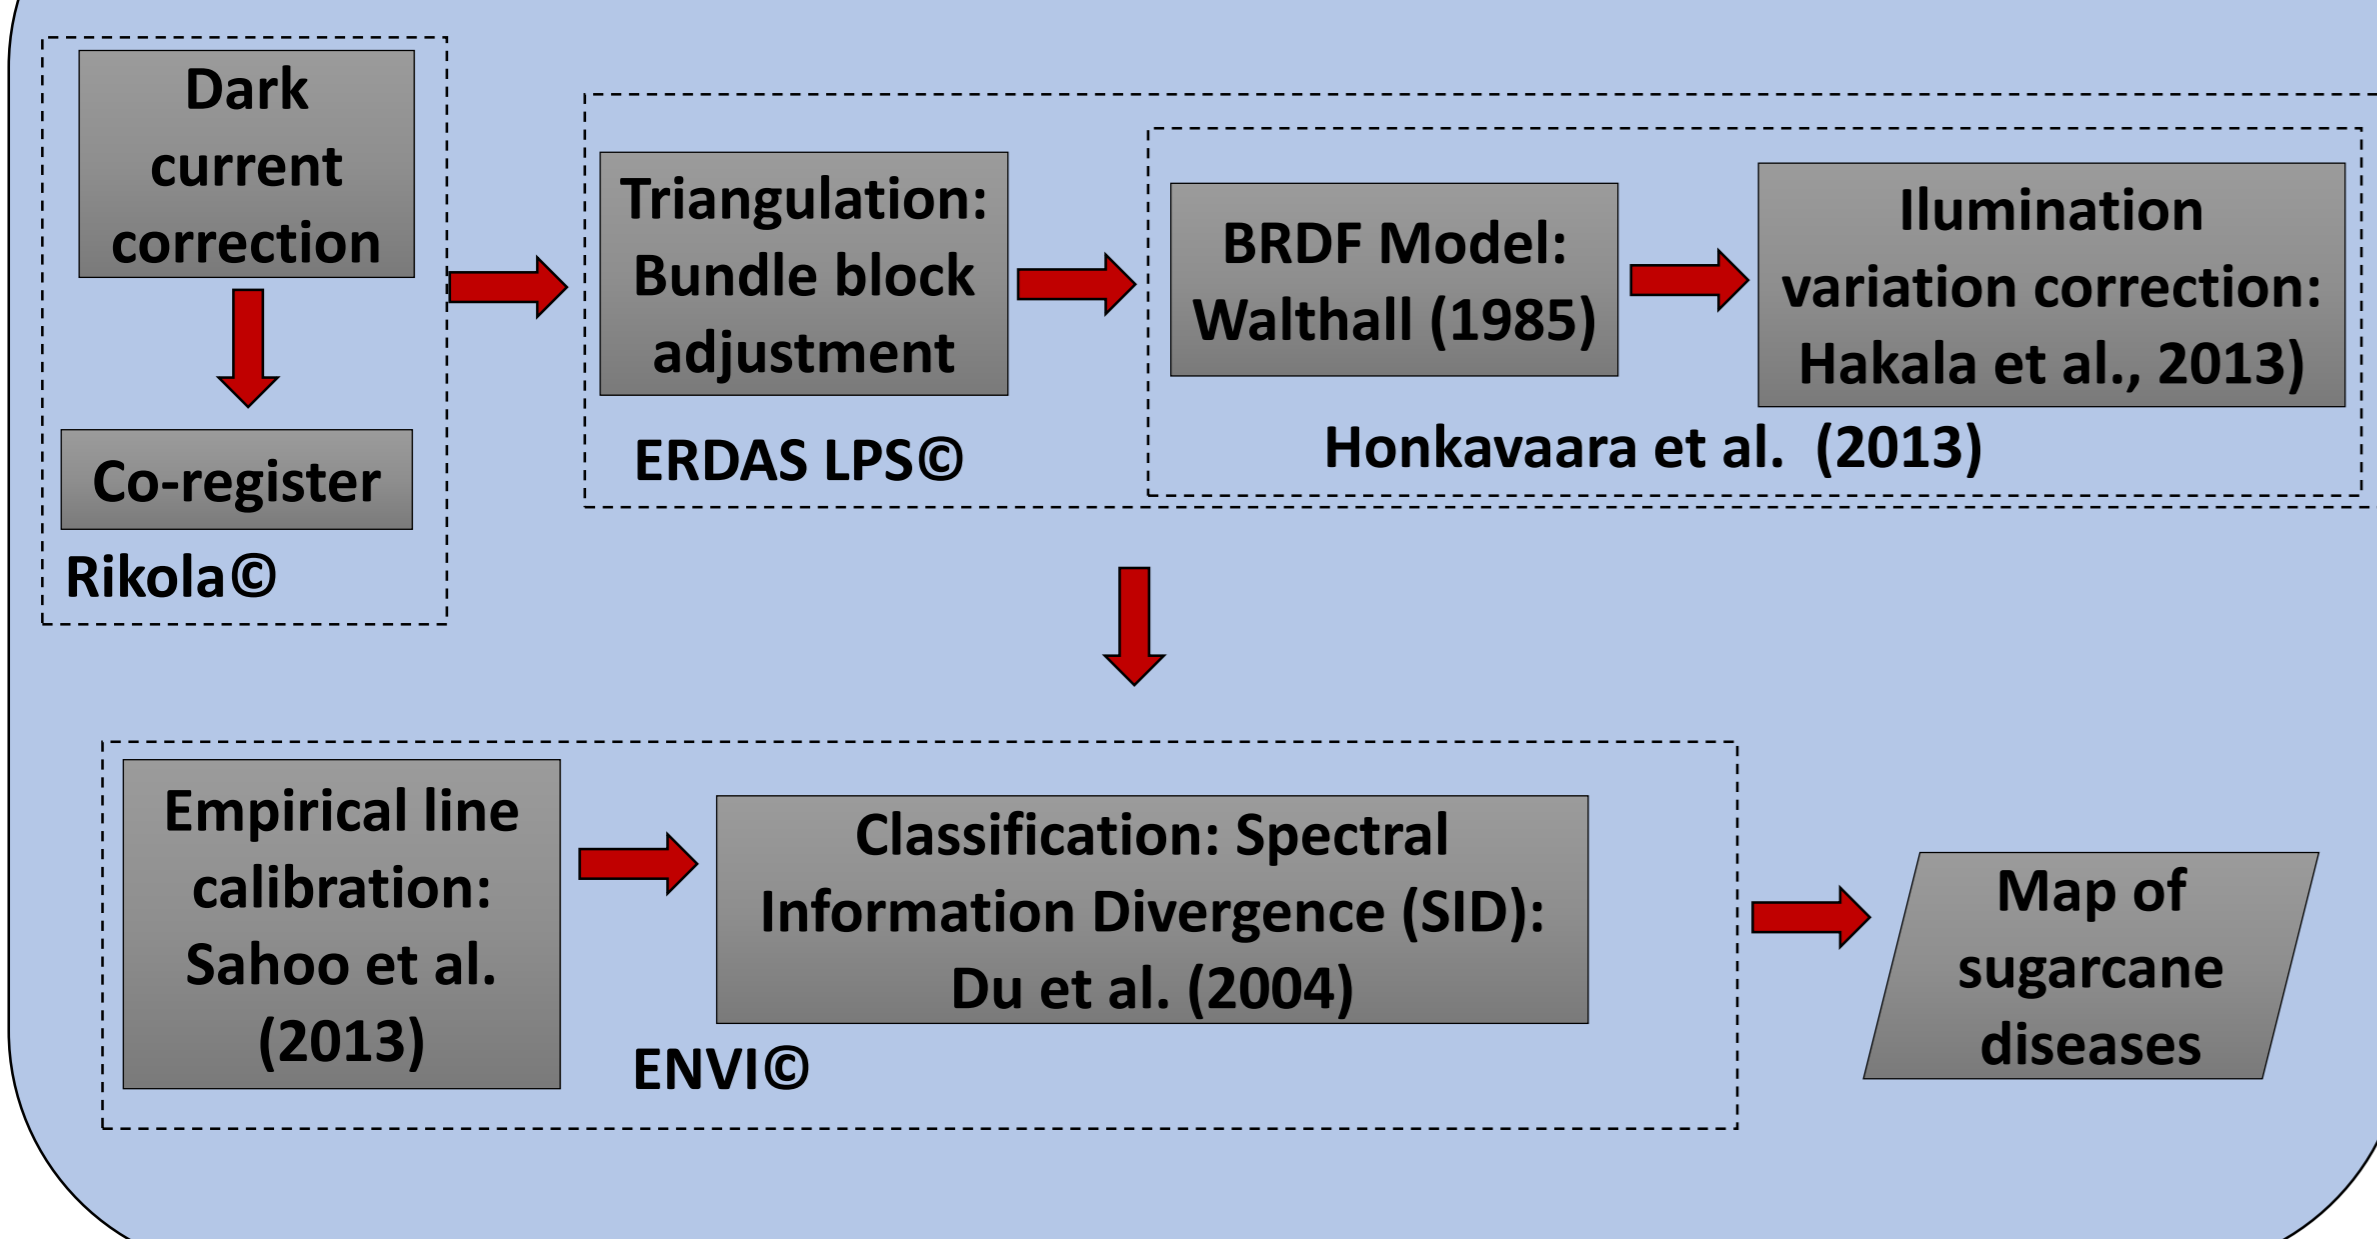 Dark
current
correction
Co-register
Rikola©
Triangulation:
Bundle block
adjustment
ERDAS LPS©
BRDF Model:
Walthall (1985)
Ilumination
variation correction:
Hakala et al., 2013)
Honkavaara et al. (2013)
Empirical line
calibration:
Sahoo et al.
(2013)
Classification: Spectral
Information Divergence (SID):
Du et al. (2004)
ENVI©
Map of
sugarcane
diseases